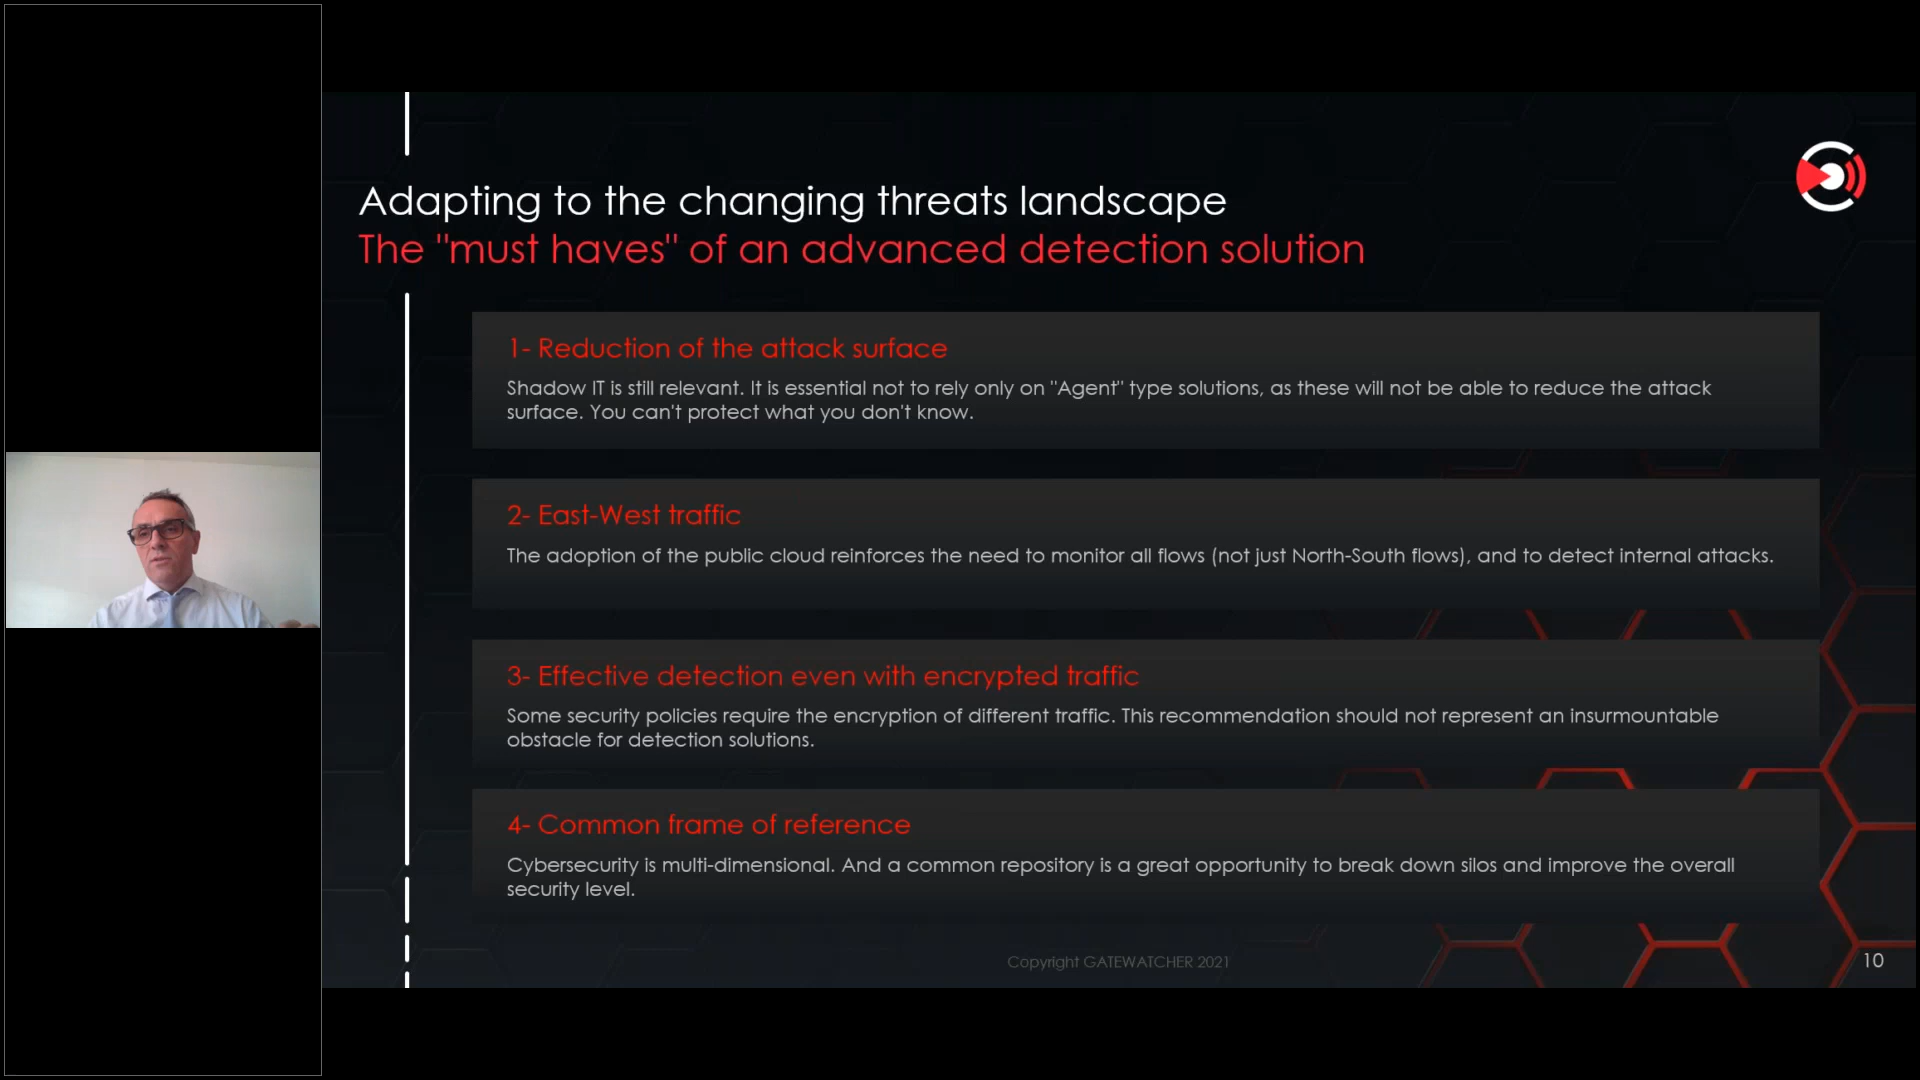 Adapting to the changing threats landscape
The "must haves" of an advanced detection solution
1- Reduction of the attack surface
Shadow IT is still relevant. It is essential not to rely only on "Agent" type solutions, as these will not be able to reduce the attack
surface. You can't protect what you don't know.
2- East-West traffic
The adoption of the public cloud reinforces the need to monitor all flows (not just North-South flows), and to detect internal attacks.
3- Effective detection even with encrypted traffic
Some security policies require the encryption of different traffic. This recommendation should not represent an insurmountable
obstacle for detection solutions.
4- Common frame of reference
Cybersecurity is multi-dimensional. And a common repository is a great opportunity to break down silos and improve the overall
security level.
Copyright GATEWATCHER 2021
10